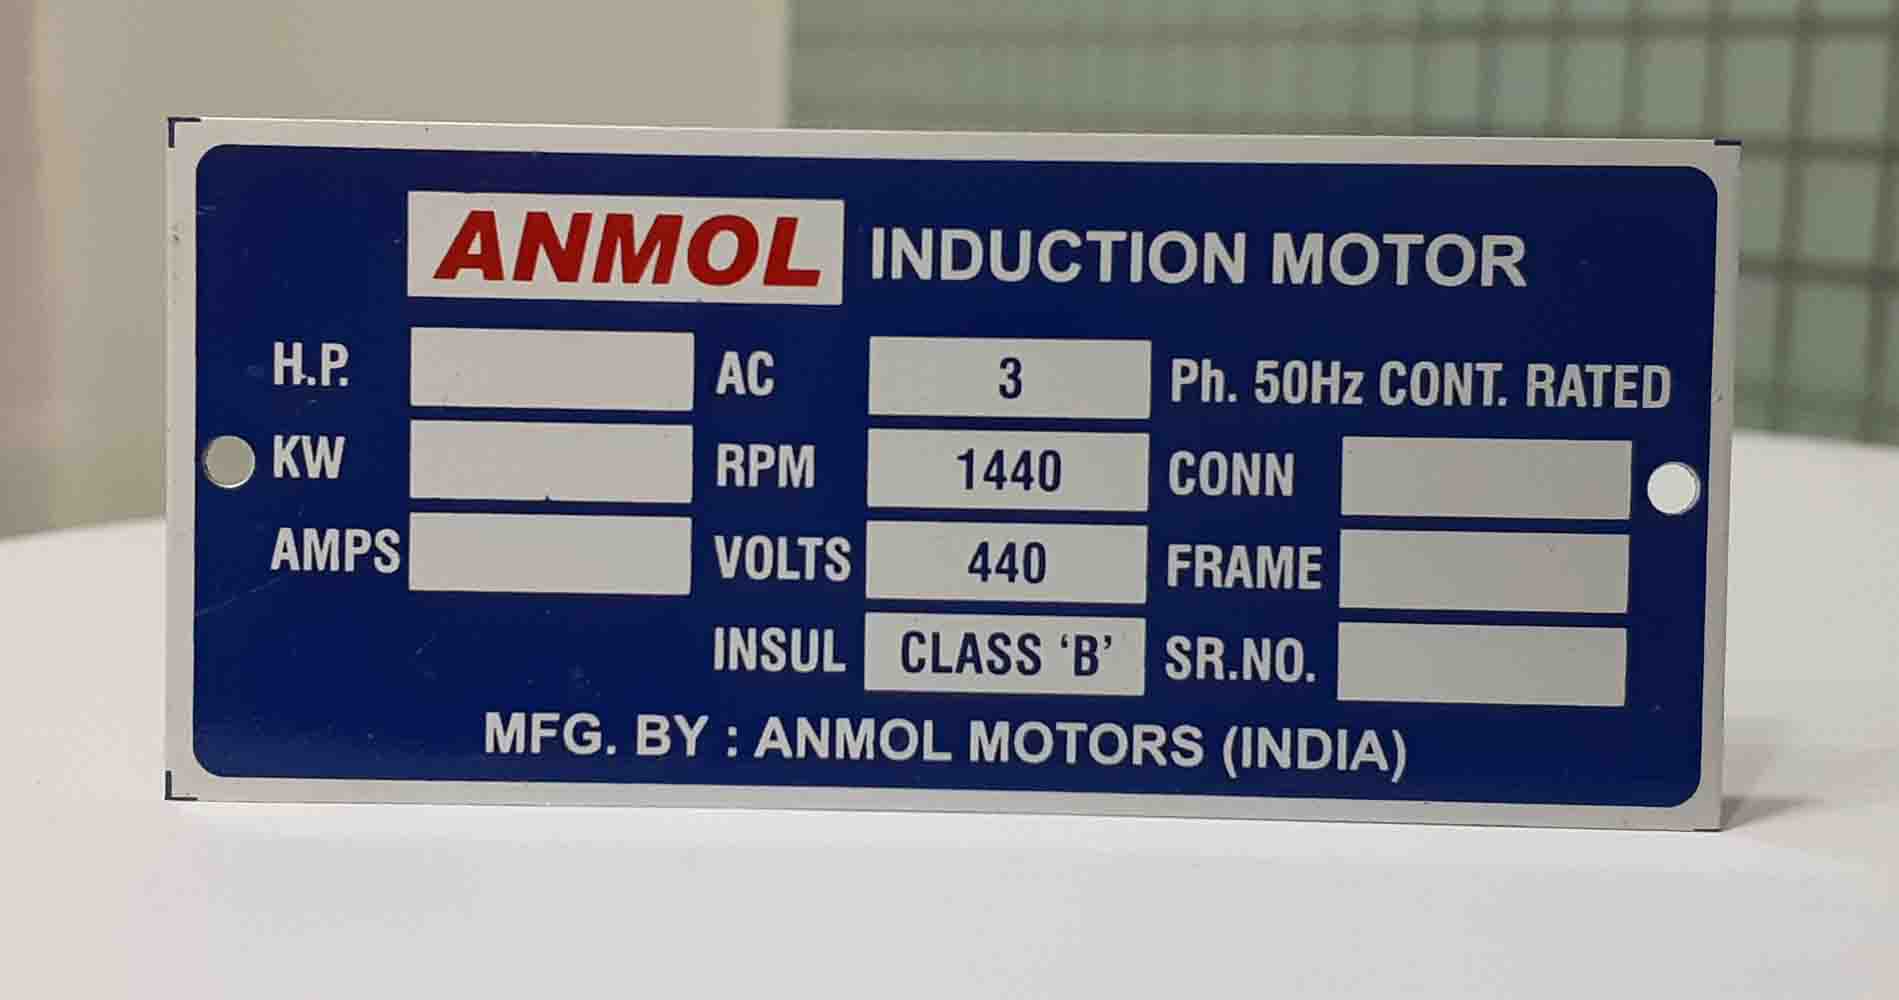 ANMOL INDUCTION MOTOR
H.P. AC 3 Ph. 50Hz CONT. RATED
KW RPM 1440 CONN
AMPS VOLTS 440 FRAME
INSUL CLASS ‘B’ SR.NO.
MFG. BY : ANMOL MOTORS (INDIA)